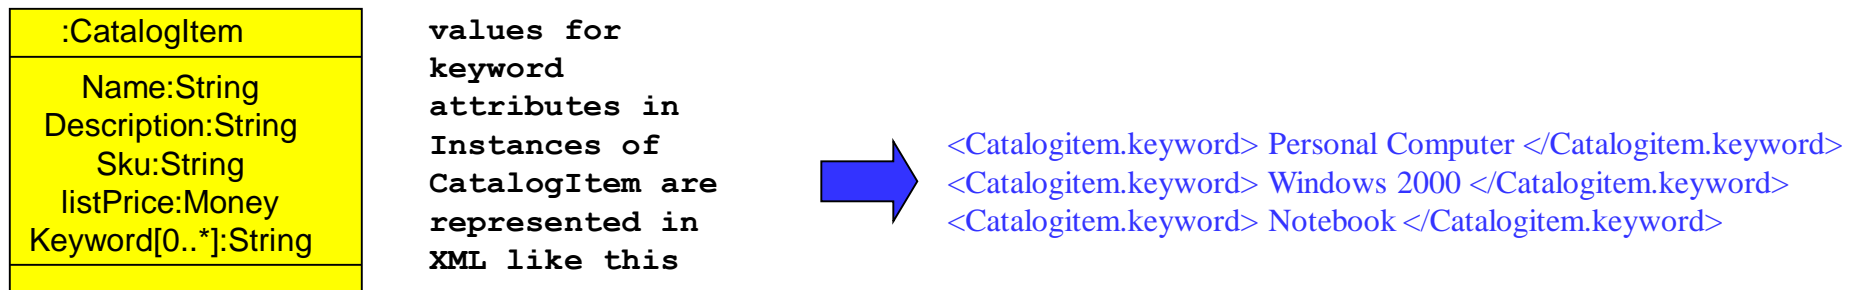 :CatalogItem
Name:String
Description:String
Sku:String
listPrice:Money
Keyword[0..*]:String
values for
keyword
attributes in
Instances of
CatalogItem are
represented in
XML like this
<Catalogitem.keyword> Personal Computer </Catalogitem.keyword>
<Catalogitem.keyword> Windows 2000 </Catalogitem.keyword>
<Catalogitem.keyword> Notebook </Catalogitem.keyword>